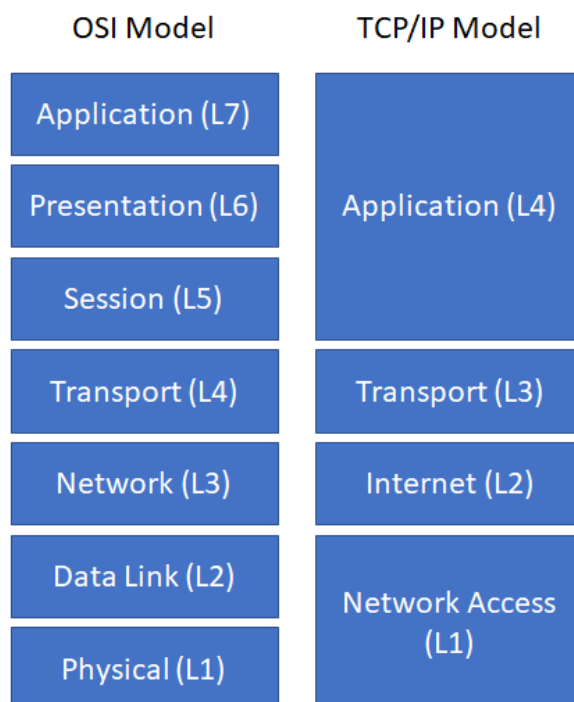 OSI Model
TCP/IP Model
Application (L7)
Presentation (L6)
Session (L5)
Transport (L4)
Network (L3)
Data Link (L2)
Physical (L1)
Application (L4)
Transport (L3)
Internet (L2)
Network Access
(L1)